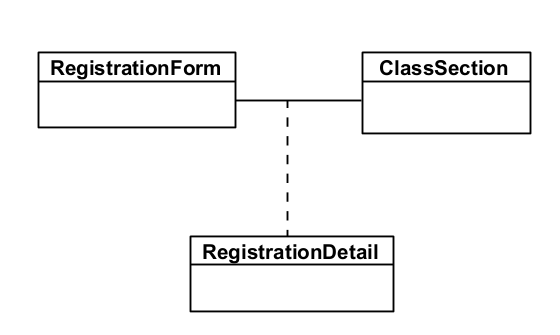 RegistrationForm
ClassSection
RegistrationDetail